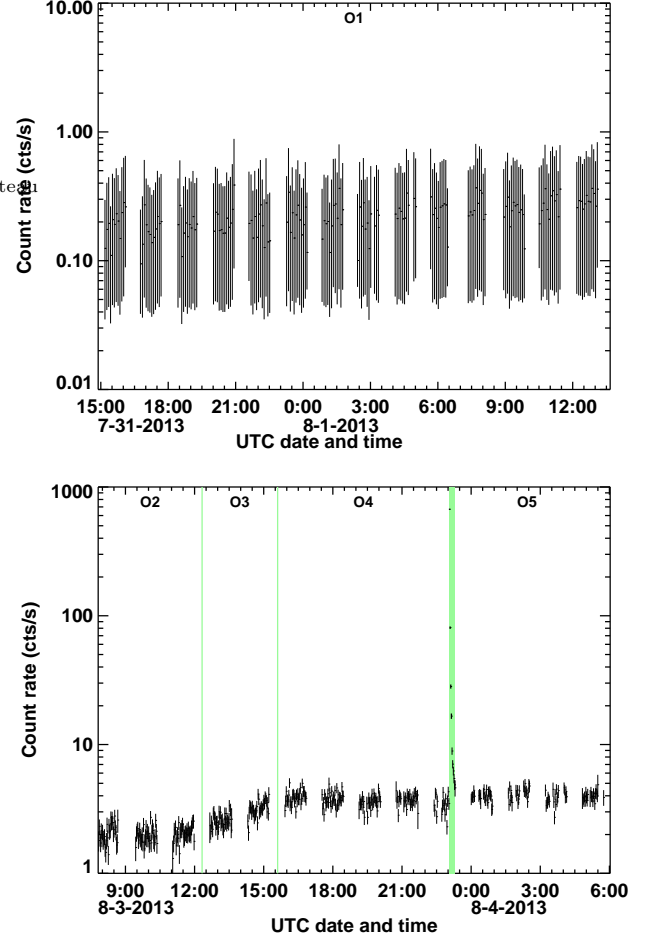 10.00
O1
1.00
teau
0.10
0.01
Count rate (cts/s)
15:00 18:00 21:00 0:00 3:00 6:00 9:00 12:00
7-31-2013 8-1-2013
UTC date and time
1000
O2 O3 O4 O5
100
10
1
Count rate (cts/s)
9:00 12:00 15:00 18:00 21:00 0:00 3:00 6:00
8-3-2013 8-4-2013
UTC date and time